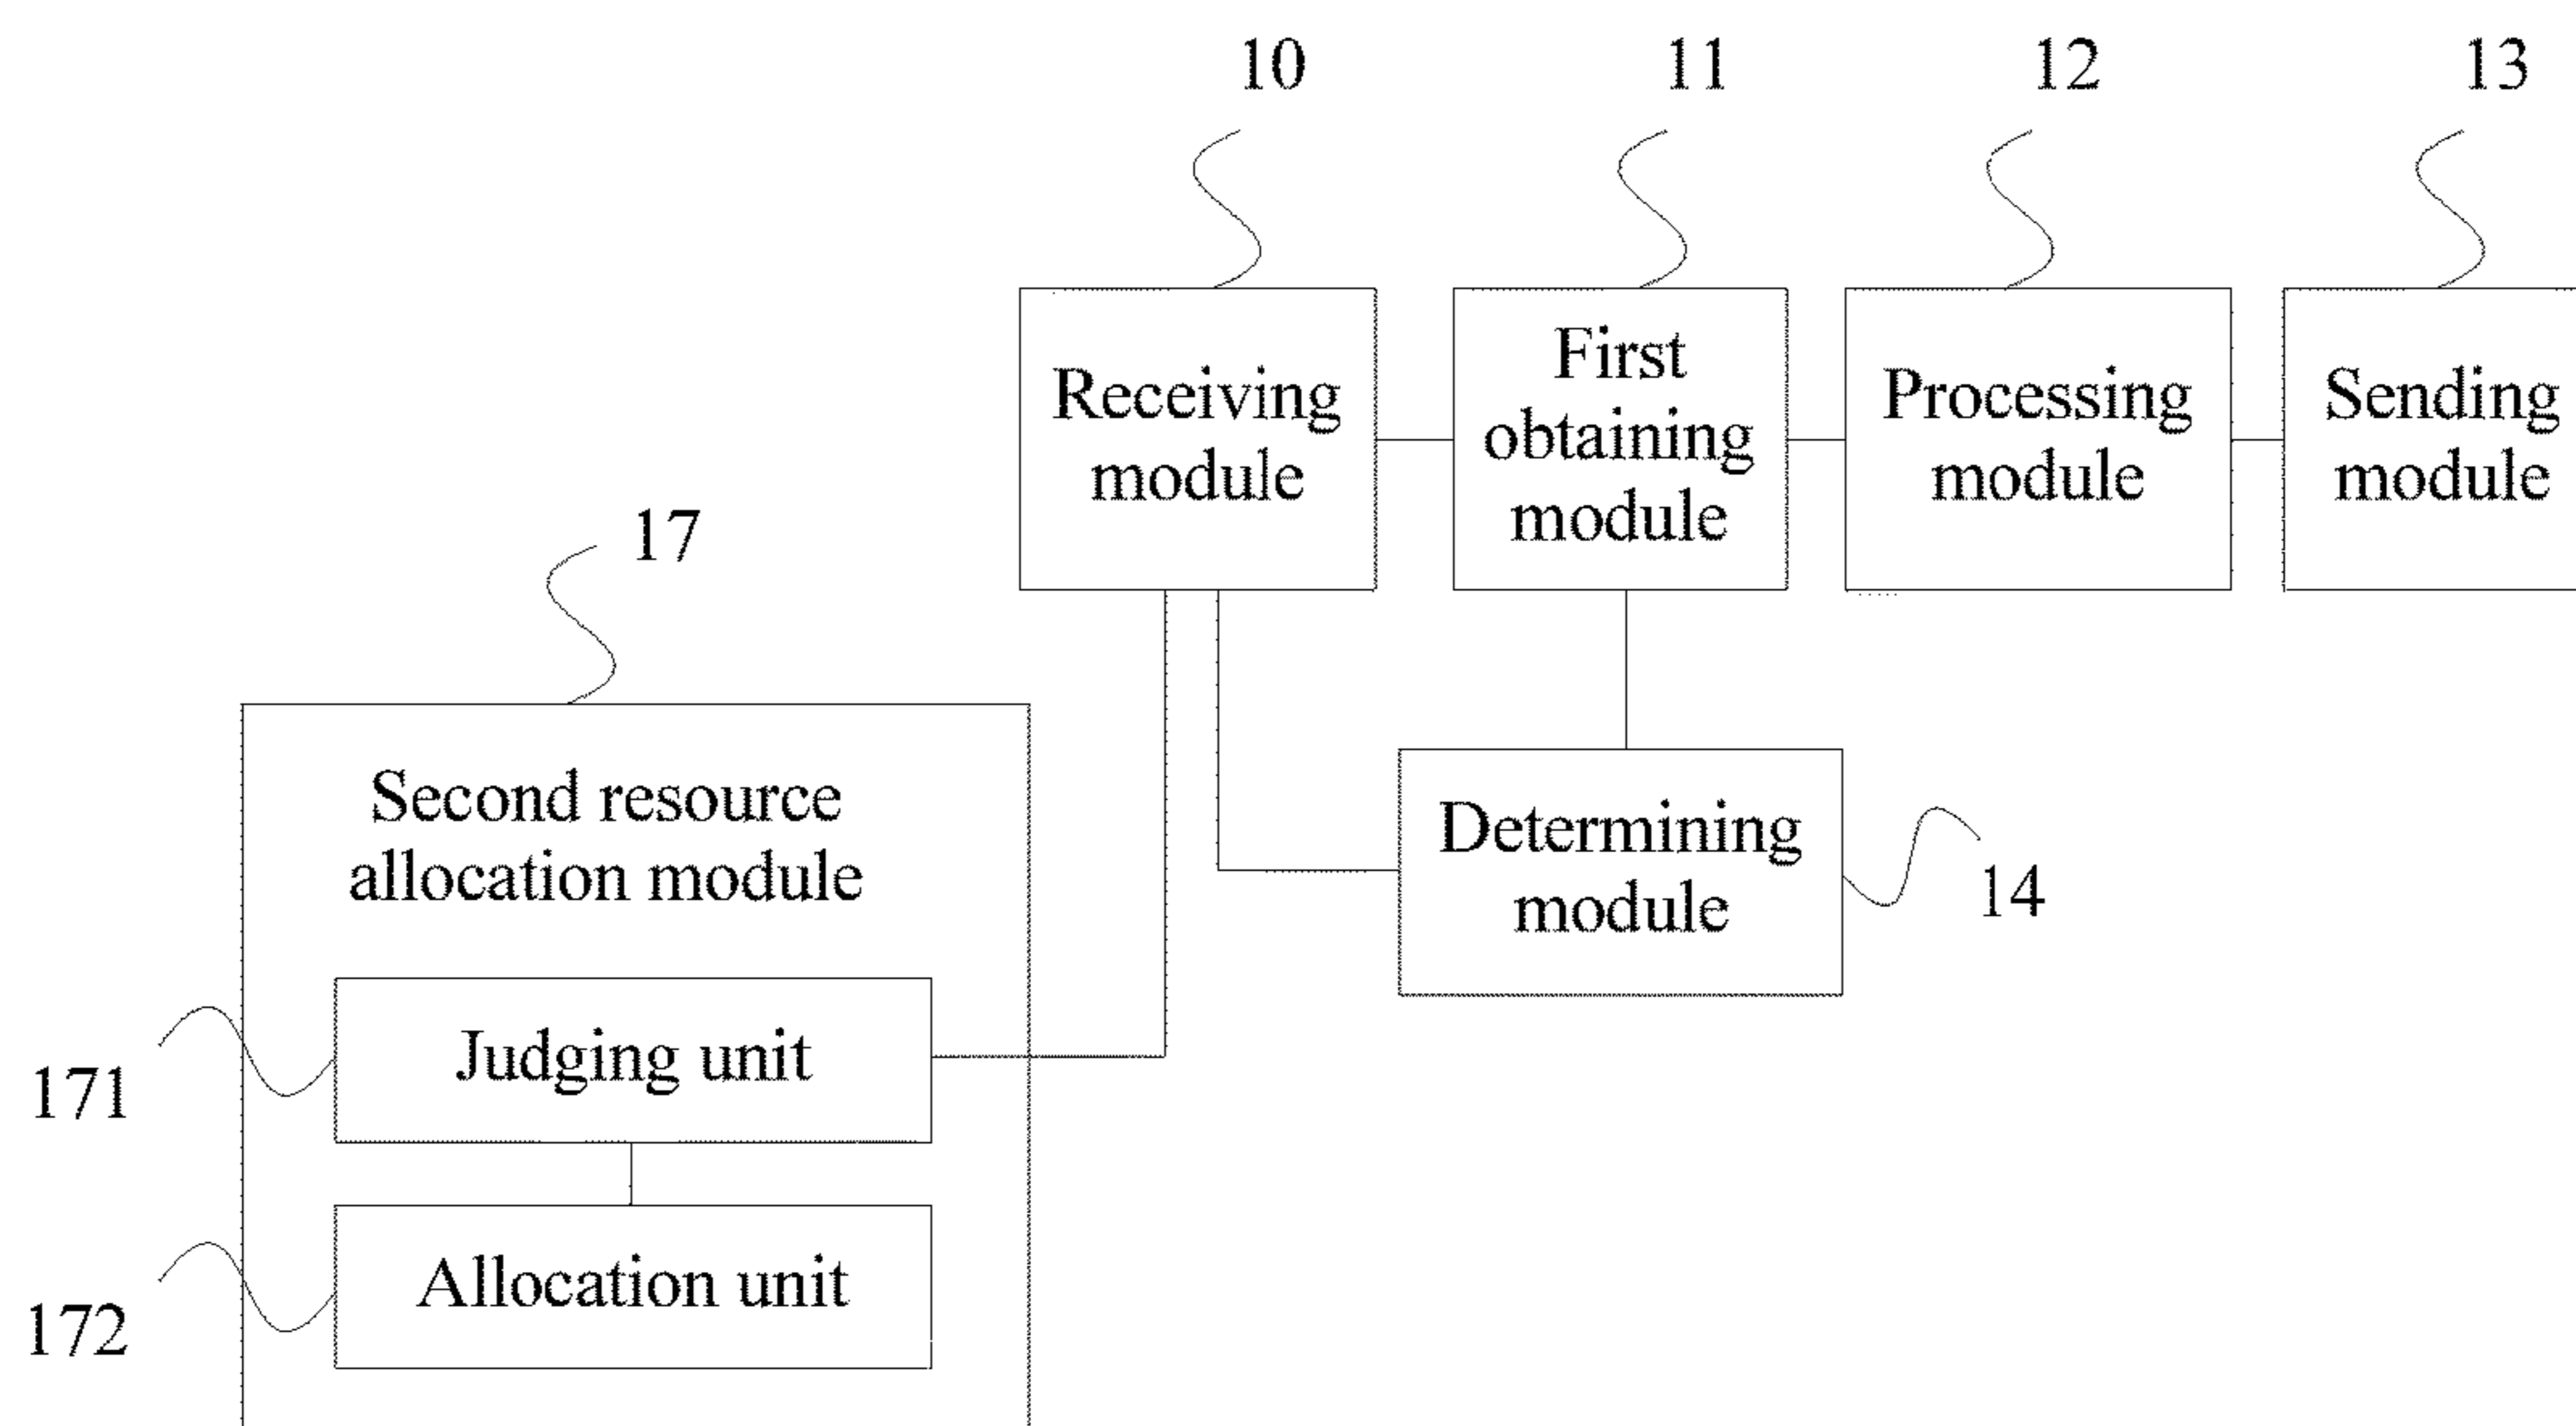 10
11
12
13
Receiving
module
First
obtaining
module
Processing
module
Sending
module
17
Second resource
allocation module
Determining
module
14
Judging unit
171
Allocation unit
172